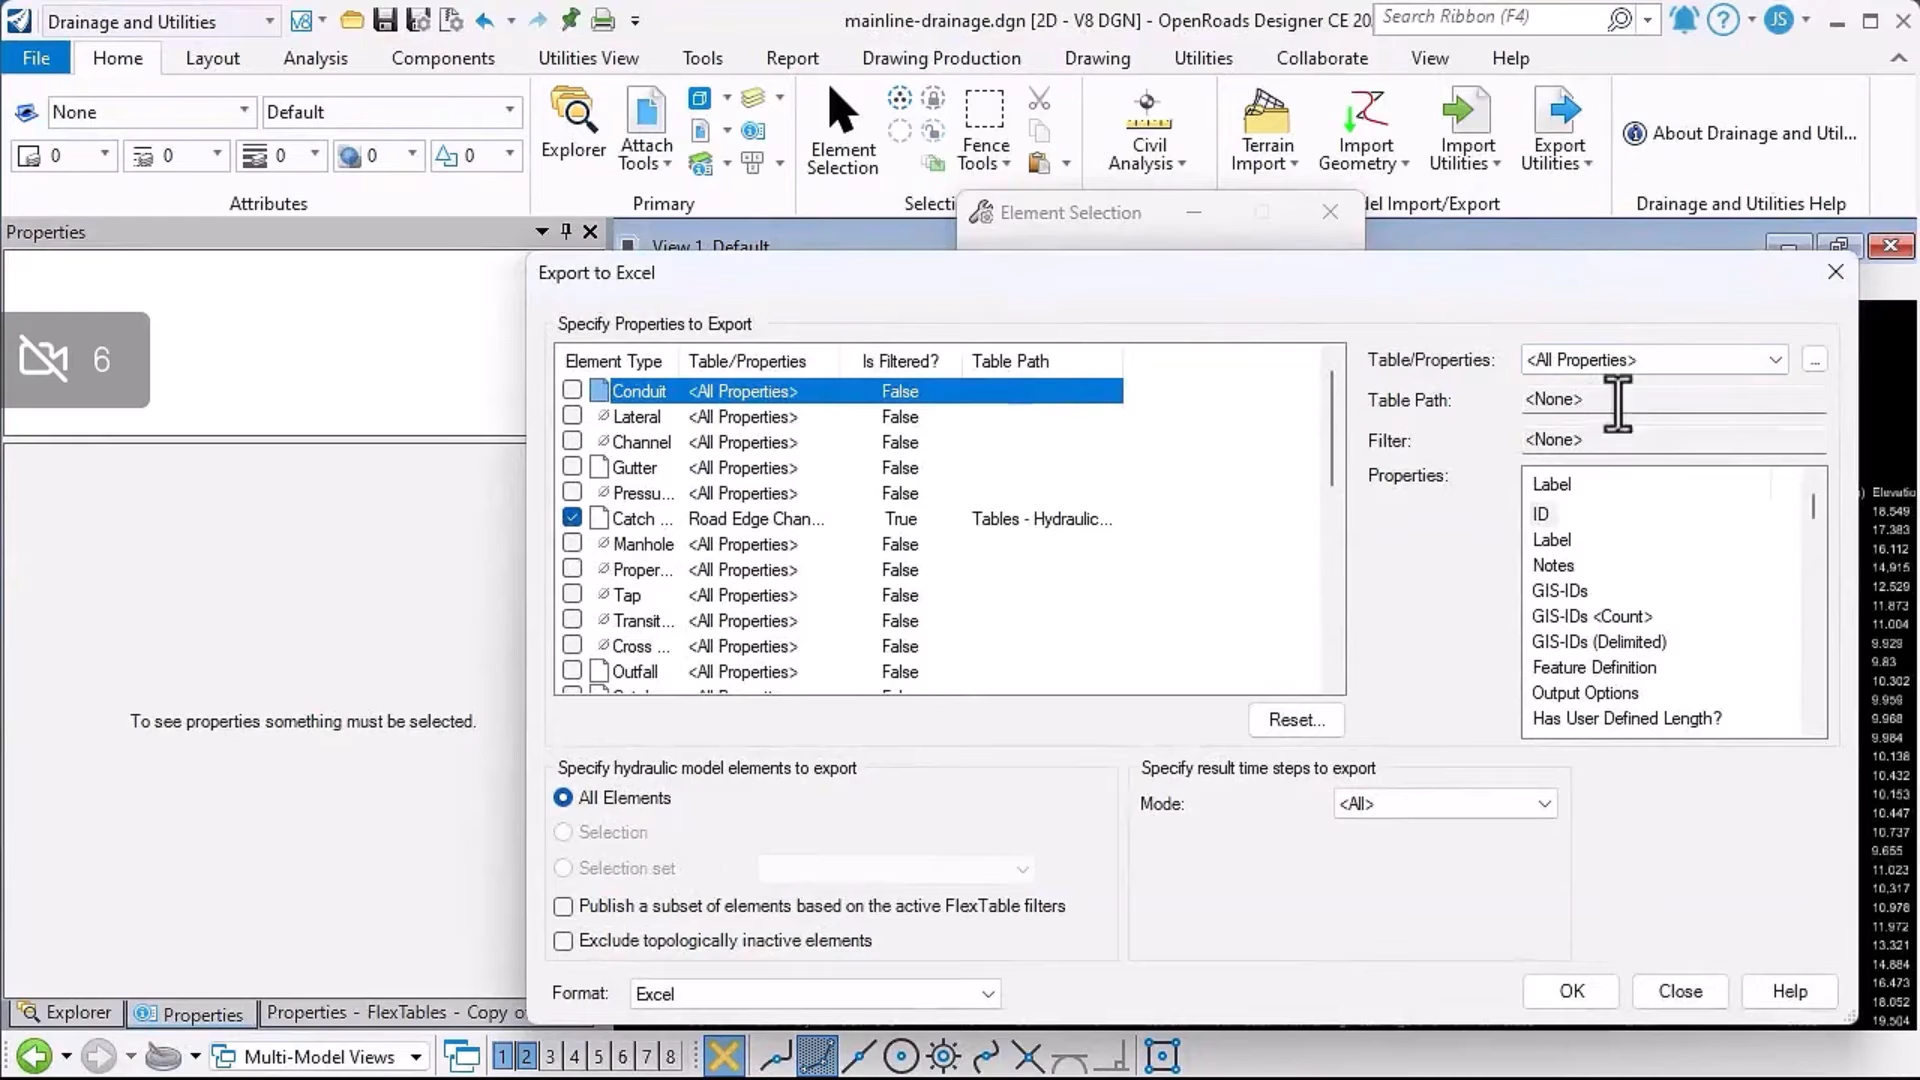 Drainage and Utilities
mainline-drainage.dgn [2D - V8 DGN] - OpenRoads Designer CE 20
Search Ribbon (F4)
JS
File Home Layout Analysis Components Utilities View Tools Report Drawing Production Drawing Utilities Collaborate View Help
None Default
0 0 0 0 0
Attributes
Explorer
Attach Tools
Primary
Element Selection
Fence Tools
Selecti
Civil Analysis
Terrain Import
Import Geometry
Import Utilities
Export Utilities
el Import/Export
About Drainage and Util...
Drainage and Utilities Help
Element Selection
Properties
View 1, Default
6
To see properties something must be selected.
Export to Excel
Specify Properties to Export
Element Type Table/Properties Is Filtered? Table Path
Conduit <All Properties> False
Lateral <All Properties> False
Channel <All Properties> False
Gutter <All Properties> False
Pressu... <All Properties> False
Catch ... Road Edge Chan... True Tables - Hydraulic...
Manhole <All Properties> False
Proper... <All Properties> False
Tap <All Properties> False
Transit... <All Properties> False
Cross ... <All Properties> False
Outfall <All Properties> False
Reset...
Table/Properties: <All Properties> ...
Table Path: <None>
Filter: <None>
Properties:
Label
ID
Label
Notes
GIS-IDs
GIS-IDs <Count>
GIS-IDs (Delimited)
Feature Definition
Output Options
Has User Defined Length?
Specify hydraulic model elements to export
All Elements
Selection
Selection set
Publish a subset of elements based on the active FlexTable filters
Exclude topologically inactive elements
Specify result time steps to export
Mode: <All>
Format: Excel
OK Close Help
) Elevatio
18.549
17.383
16.112
14.915
12.529
11.873
11.004
9.929
9.83
10.302
9.959
9.968
9.984
10.138
10.432
10.153
10.447
10.737
9.655
11.023
10.317
10.978
11.972
13.321
14.884
16.473
18.052
19.504
Explorer Properties Properties - FlexTables - Copy o
Multi-Model Views 1 2 3 4 5 6 7 8